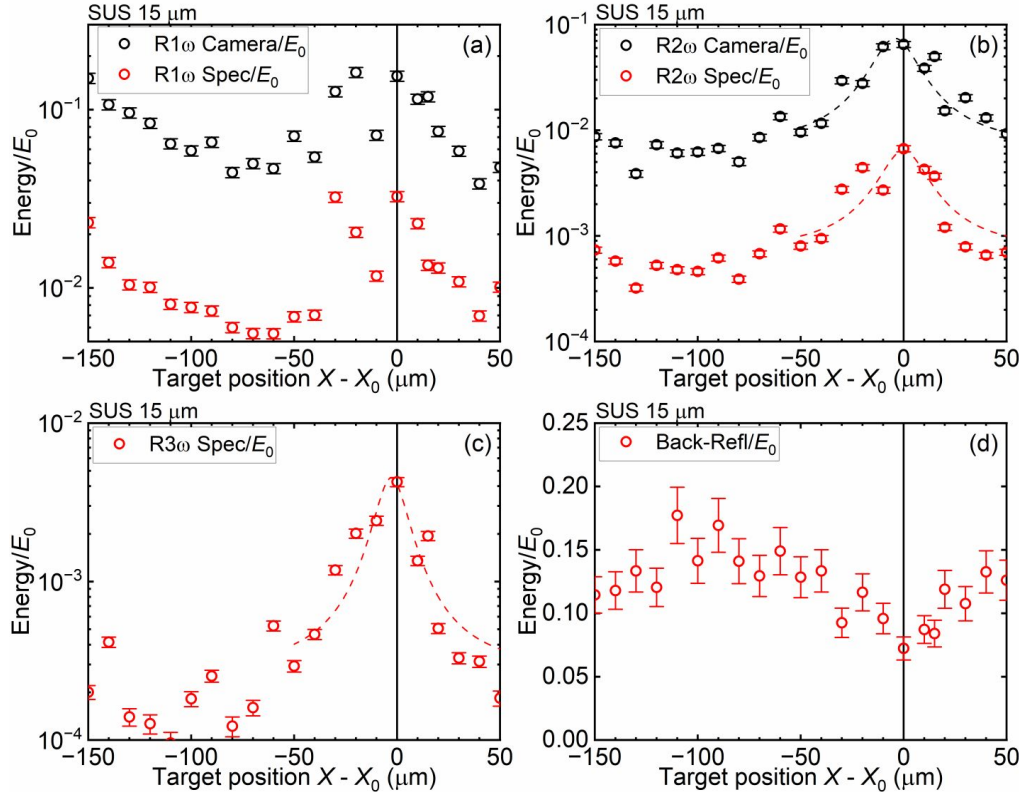 SUS 15 μm
R1ω Camera/E₀
R1ω Spec/E₀
(a)
Energy/E₀
10⁻¹
10⁻²
−150
−100
−50
0
50
Target position X - X₀ (μm)
SUS 15 μm
R2ω Camera/E₀
R2ω Spec/E₀
(b)
Energy/E₀
10⁻¹
10⁻²
10⁻³
10⁻⁴
−150
−100
−50
0
50
Target position X - X₀ (μm)
SUS 15 μm
R3ω Spec/E₀
(c)
Energy/E₀
10⁻²
10⁻³
10⁻⁴
−150
−100
−50
0
50
Target position X - X₀ (μm)
SUS 15 μm
Back-Refl/E₀
(d)
Energy/E₀
0.25
0.20
0.15
0.10
0.05
0.00
−150
−100
−50
0
50
Target position X - X₀ (μm)